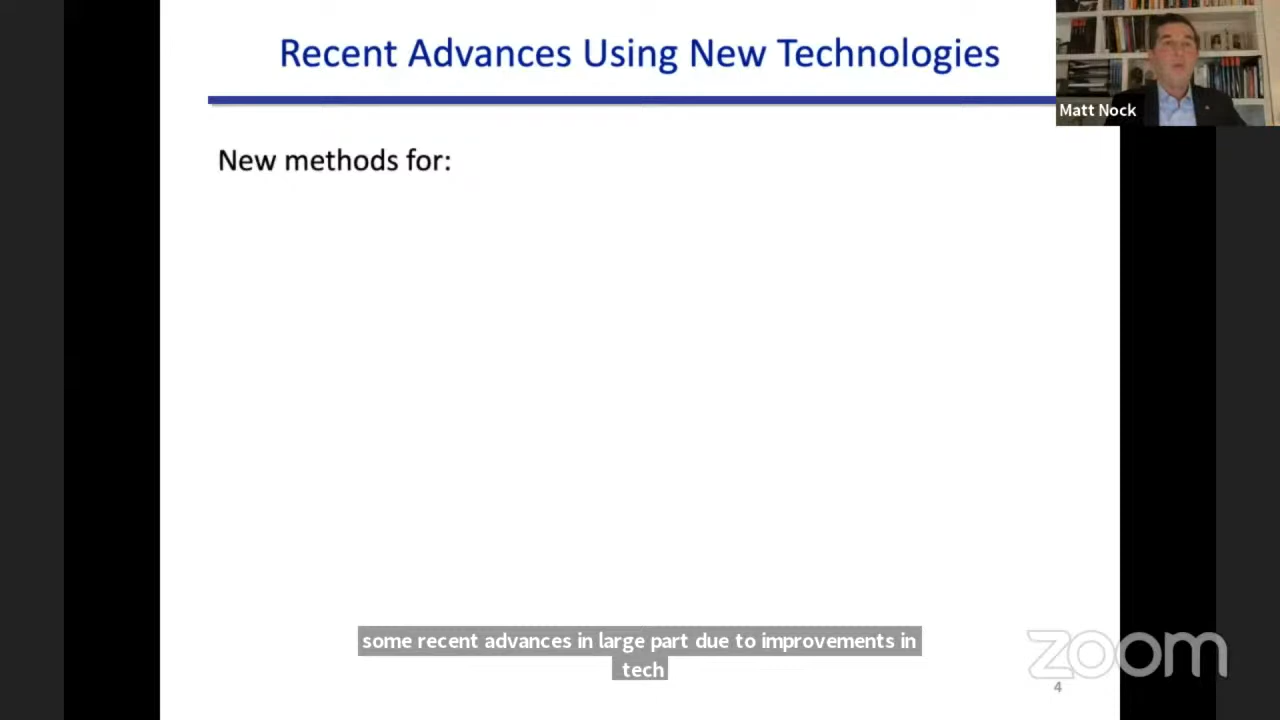 Recent Advances Using New Technologies
Matt Nock
New methods for:
some recent advances in large part due to improvements in
tech
zoom
4